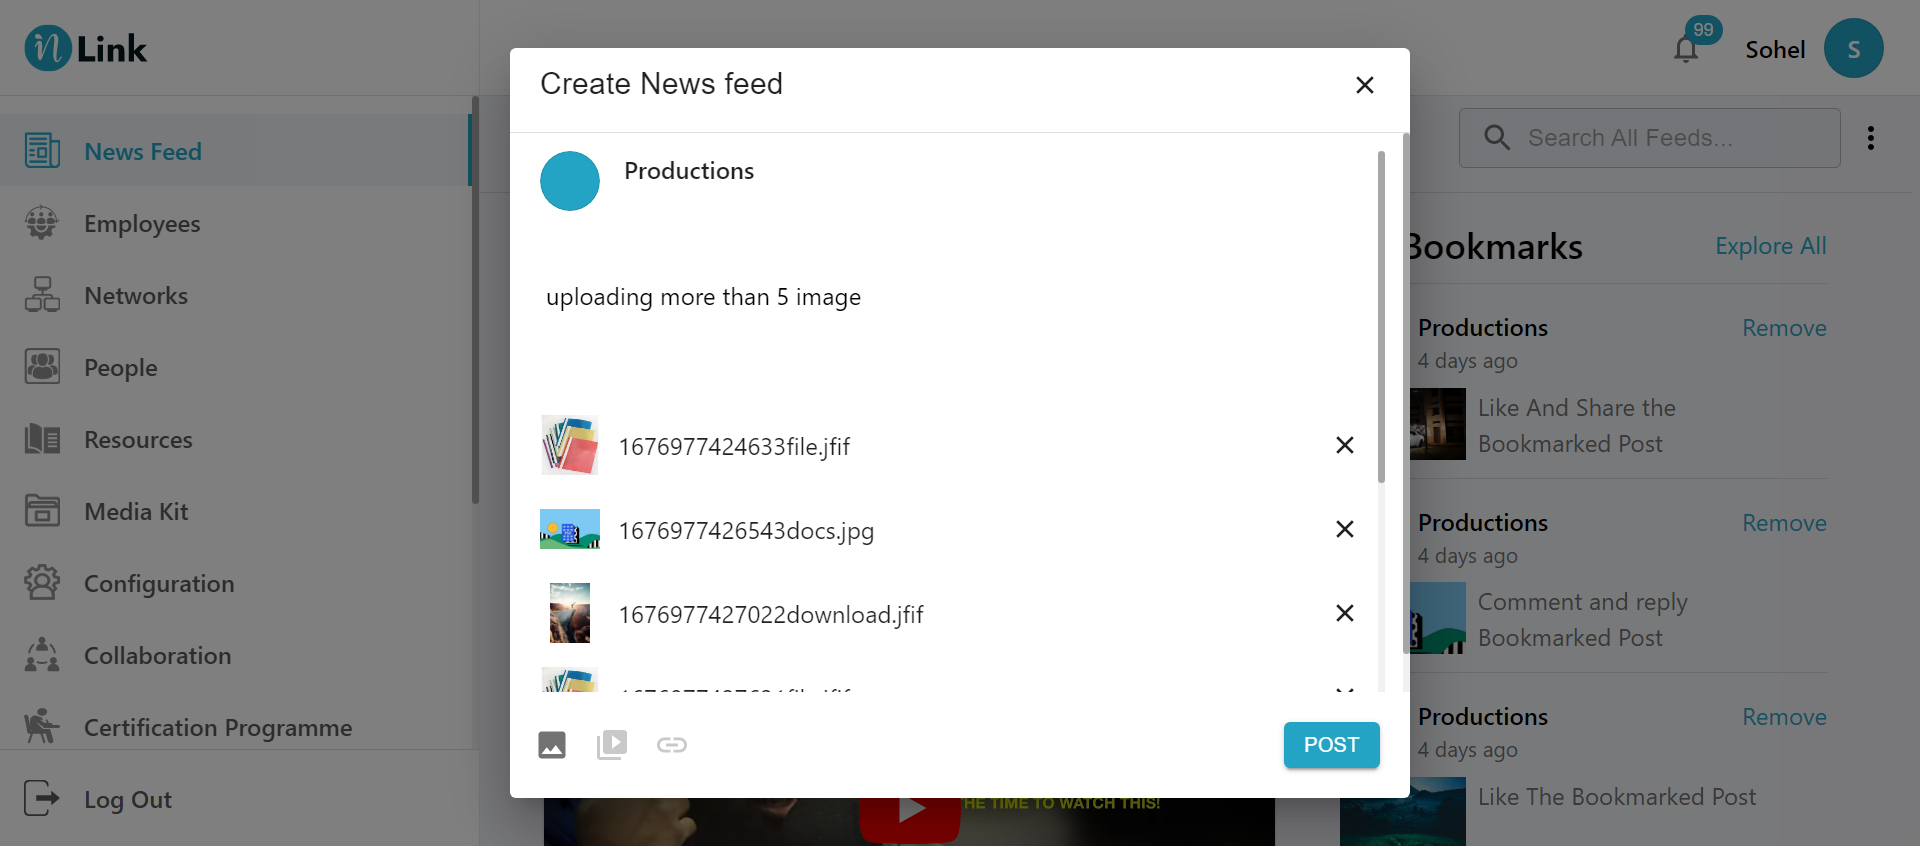 Link
99
Sohel
S
News Feed
Employees
Networks
People
Resources
Media Kit
Configuration
Collaboration
Certification Programme
Log Out
Create News feed
Productions
uploading more than 5 image
1676977424633file.jfif
1676977426543docs.jpg
1676977427022download.jfif
POST
HE TIME TO WATCH THIS!
Search All Feeds...
Bookmarks
Explore All
Productions
Remove
4 days ago
Like And Share the
Bookmarked Post
Productions
Remove
4 days ago
Comment and reply
Bookmarked Post
Productions
Remove
4 days ago
Like The Bookmarked Post